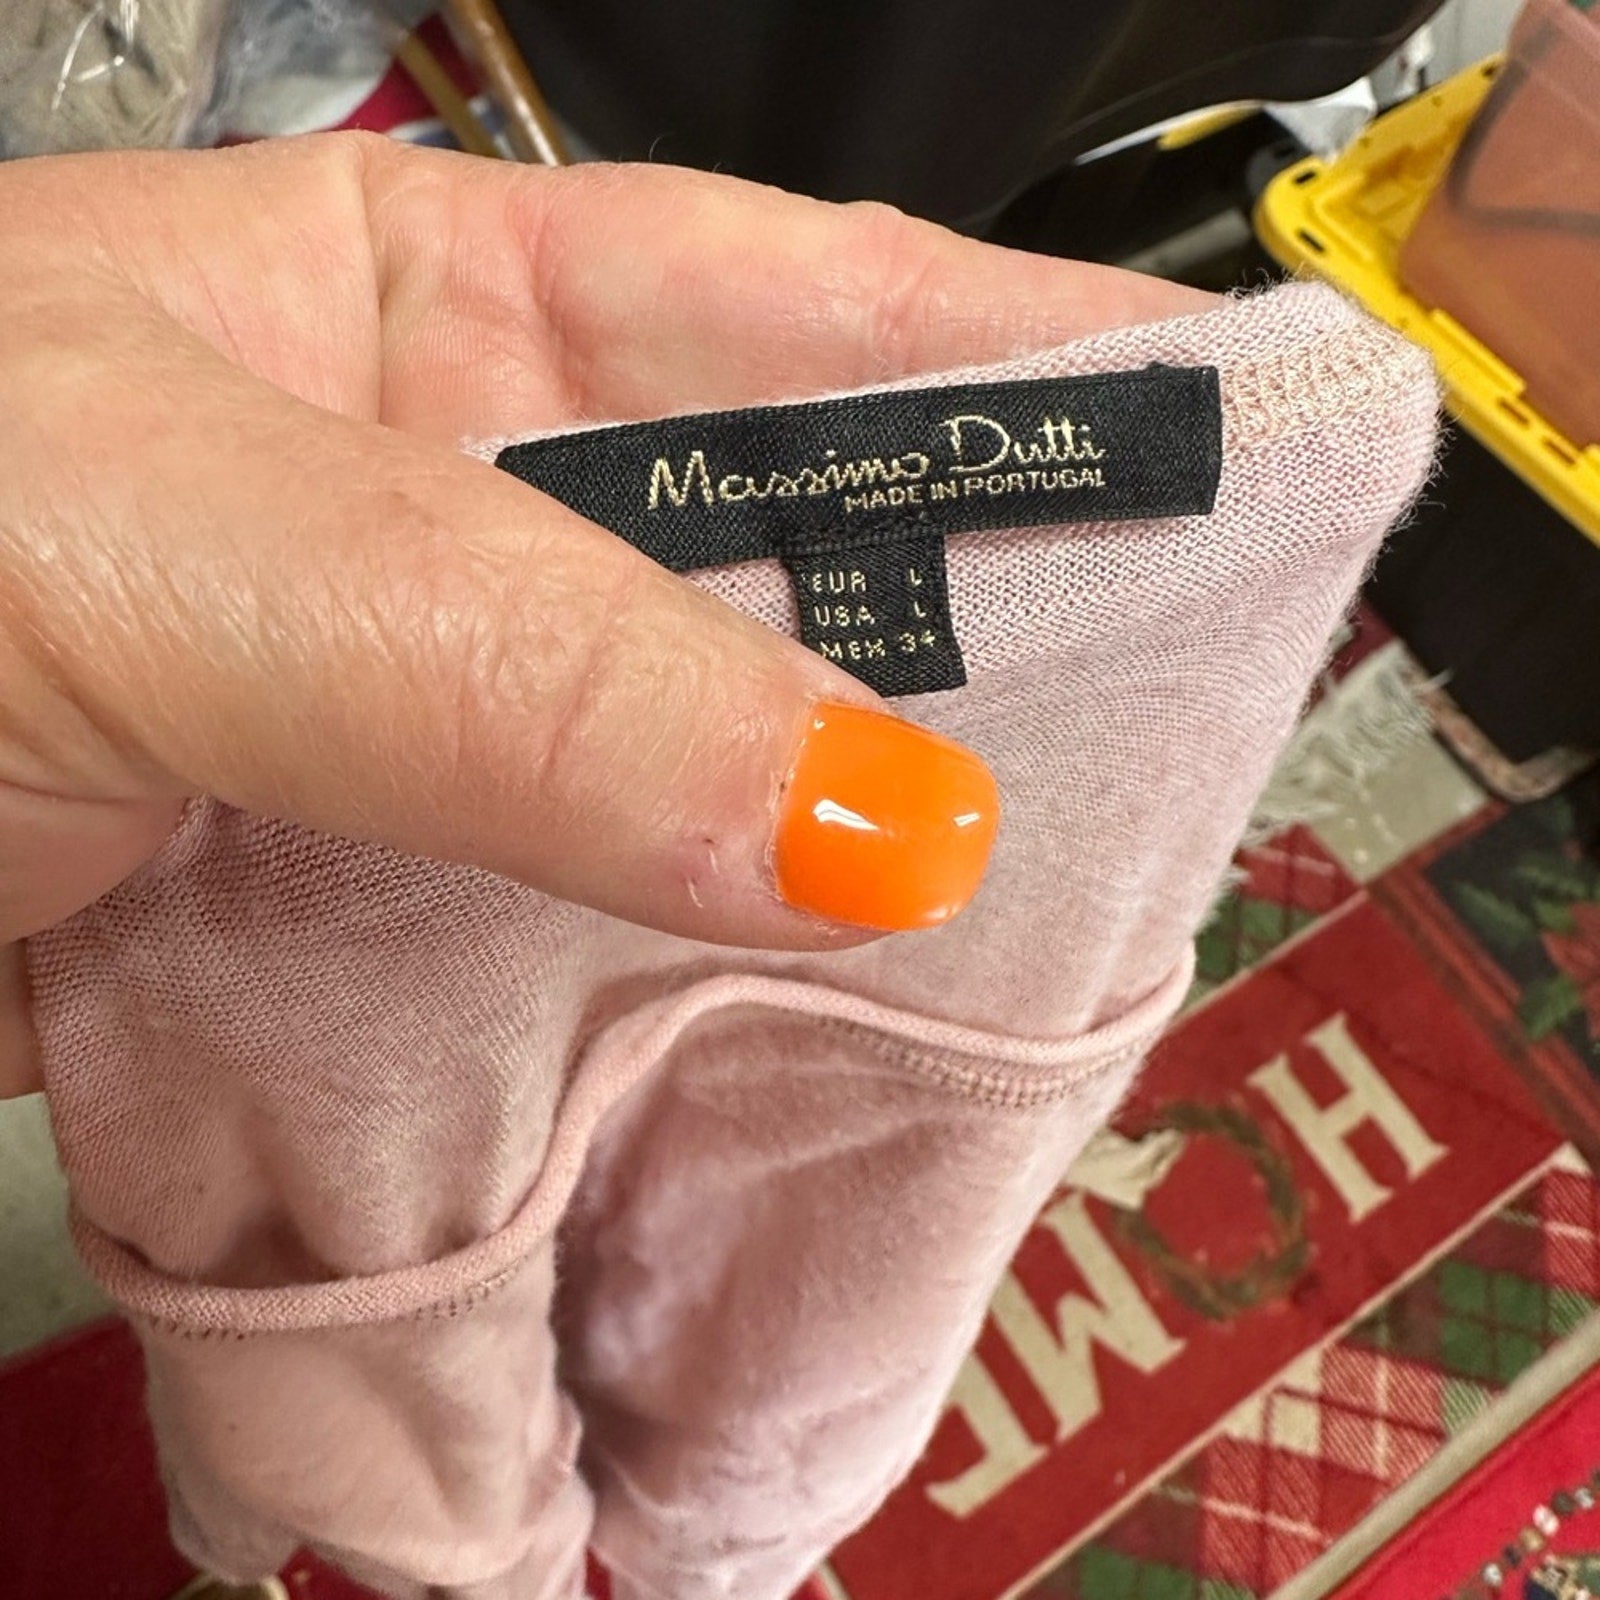 Massimo Dutti
MADE IN PORTUGAL
EUR L
USA L
MEX
HOME